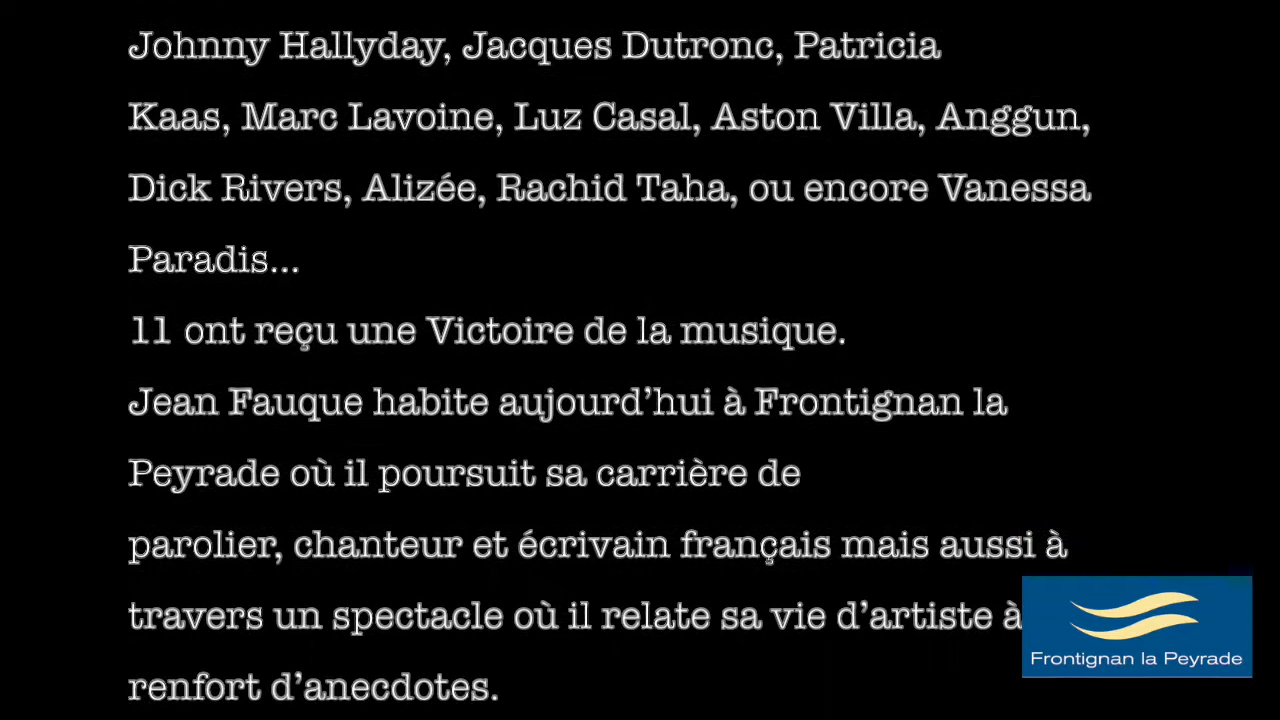 Johnny Hallyday, Jacques Dutronc, Patricia
Kaas, Marc Lavoine, Luz Casal, Aston Villa, Anggun,
Dick Rivers, Alizée, Rachid Taha, ou encore Vanessa
Paradis...
11 ont reçu une Victoire de la musique.
Jean Fauque habite aujourd’hui à Frontignan la
Peyrade où il poursuit sa carrière de
parolier, chanteur et écrivain français mais aussi à
travers un spectacle où il relate sa vie d’artiste à
renfort d’anecdotes.
Frontignan la Peyrade